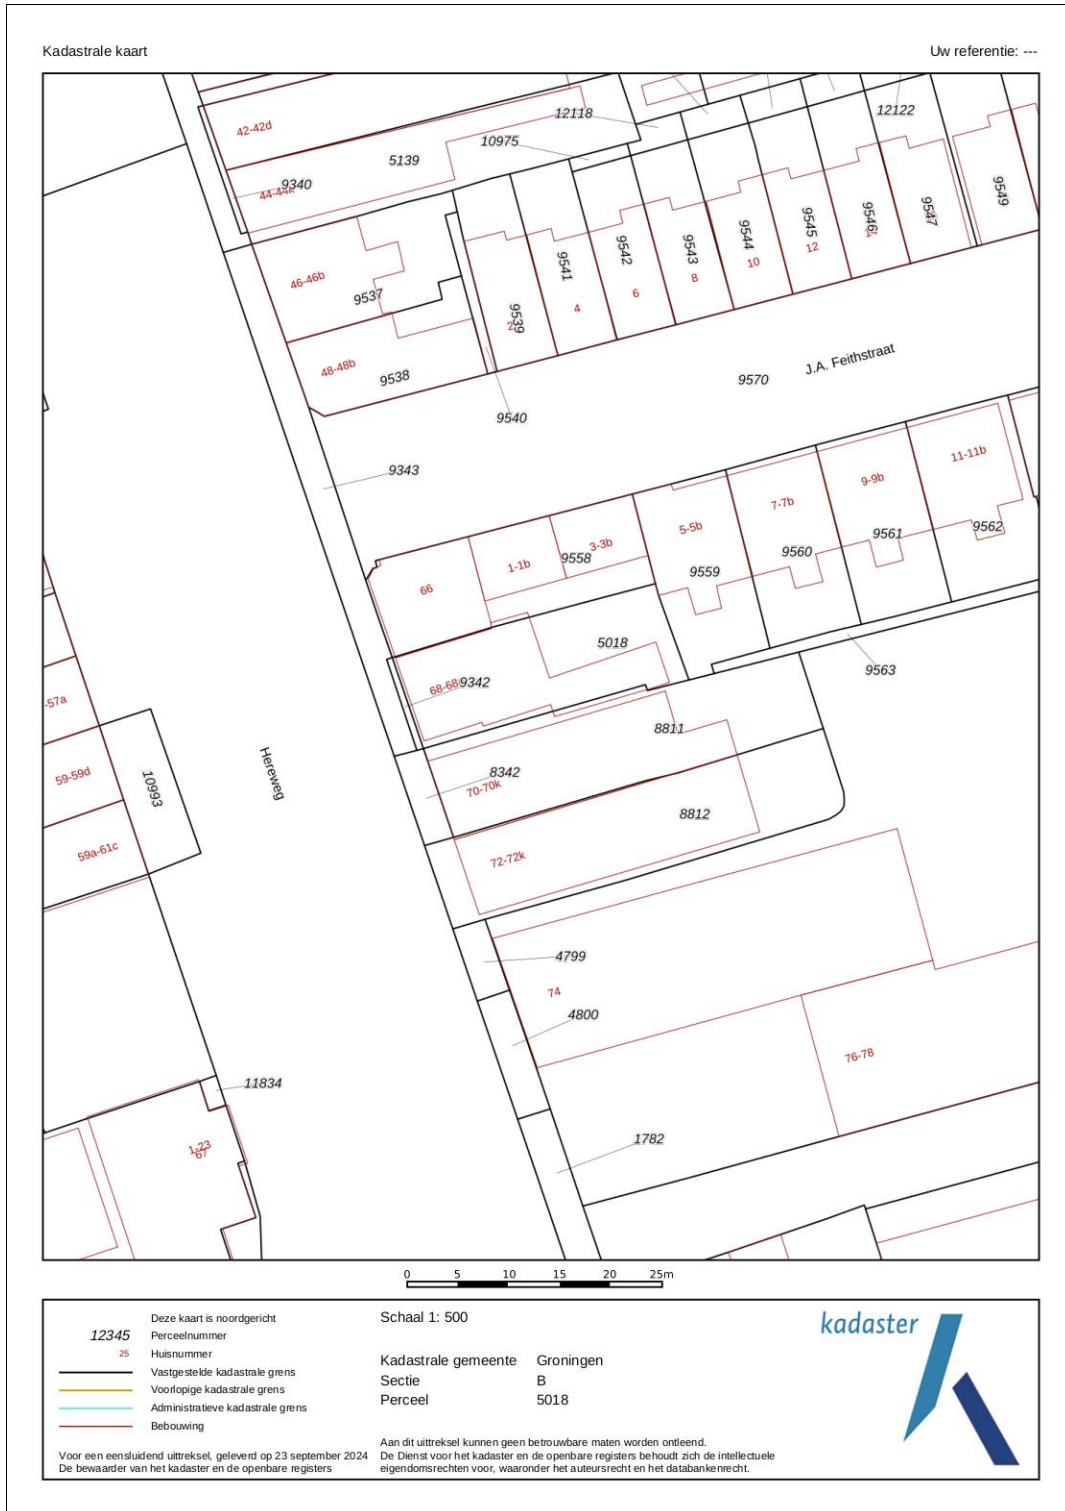 Kadastrale kaart
Uw referentie: ---
42-42d
12118
12122
10975
5139
9340
44-44k
9549
9547
9546
9545
12
9544
10
9543
8
9542
6
9541
4
9539
2
46-46b
9537
48-48b
9538
J.A. Feithstraat
9570
9540
9343
11-11b
9-9b
7-7b
5-5b
3-3b
1-1b
66
9562
9561
9560
9559
9558
5018
9563
68-68
9342
-57a
8811
59-59d
10993
Hereweg
8342
70-70k
8812
59a-61c
72-72k
4799
74
4800
76-78
11834
1782
1-23
67
0 5 10 15 20 25m
Deze kaart is noordgericht
12345 Perceelnummer
25 Huisnummer
Vastgestelde kadastrale grens
Voorlopige kadastrale grens
Administratieve kadastrale grens
Bebouwing
Voor een eensluidend uittreksel, geleverd op 23 september 2024
De bewaarder van het kadaster en de openbare registers
Schaal 1: 500
Kadastrale gemeente Groningen
Sectie B
Perceel 5018
Aan dit uittreksel kunnen geen betrouwbare maten worden ontleend.
De Dienst voor het kadaster en de openbare registers behoudt zich de intellectuele
eigendomsrechten voor, waaronder het auteursrecht en het databankenrecht.
kadaster